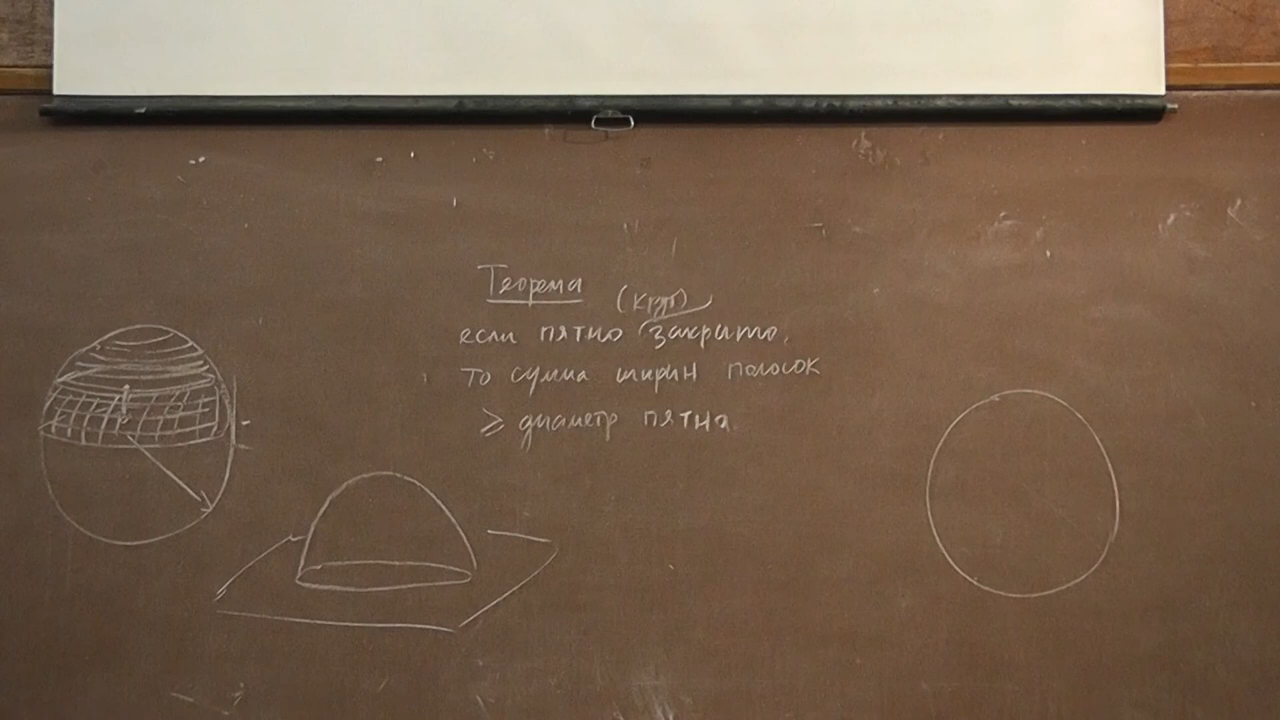 Теорема
(круг)
если пятно закрыто,
то сумма ширин полосок
≥ диаметр пятна